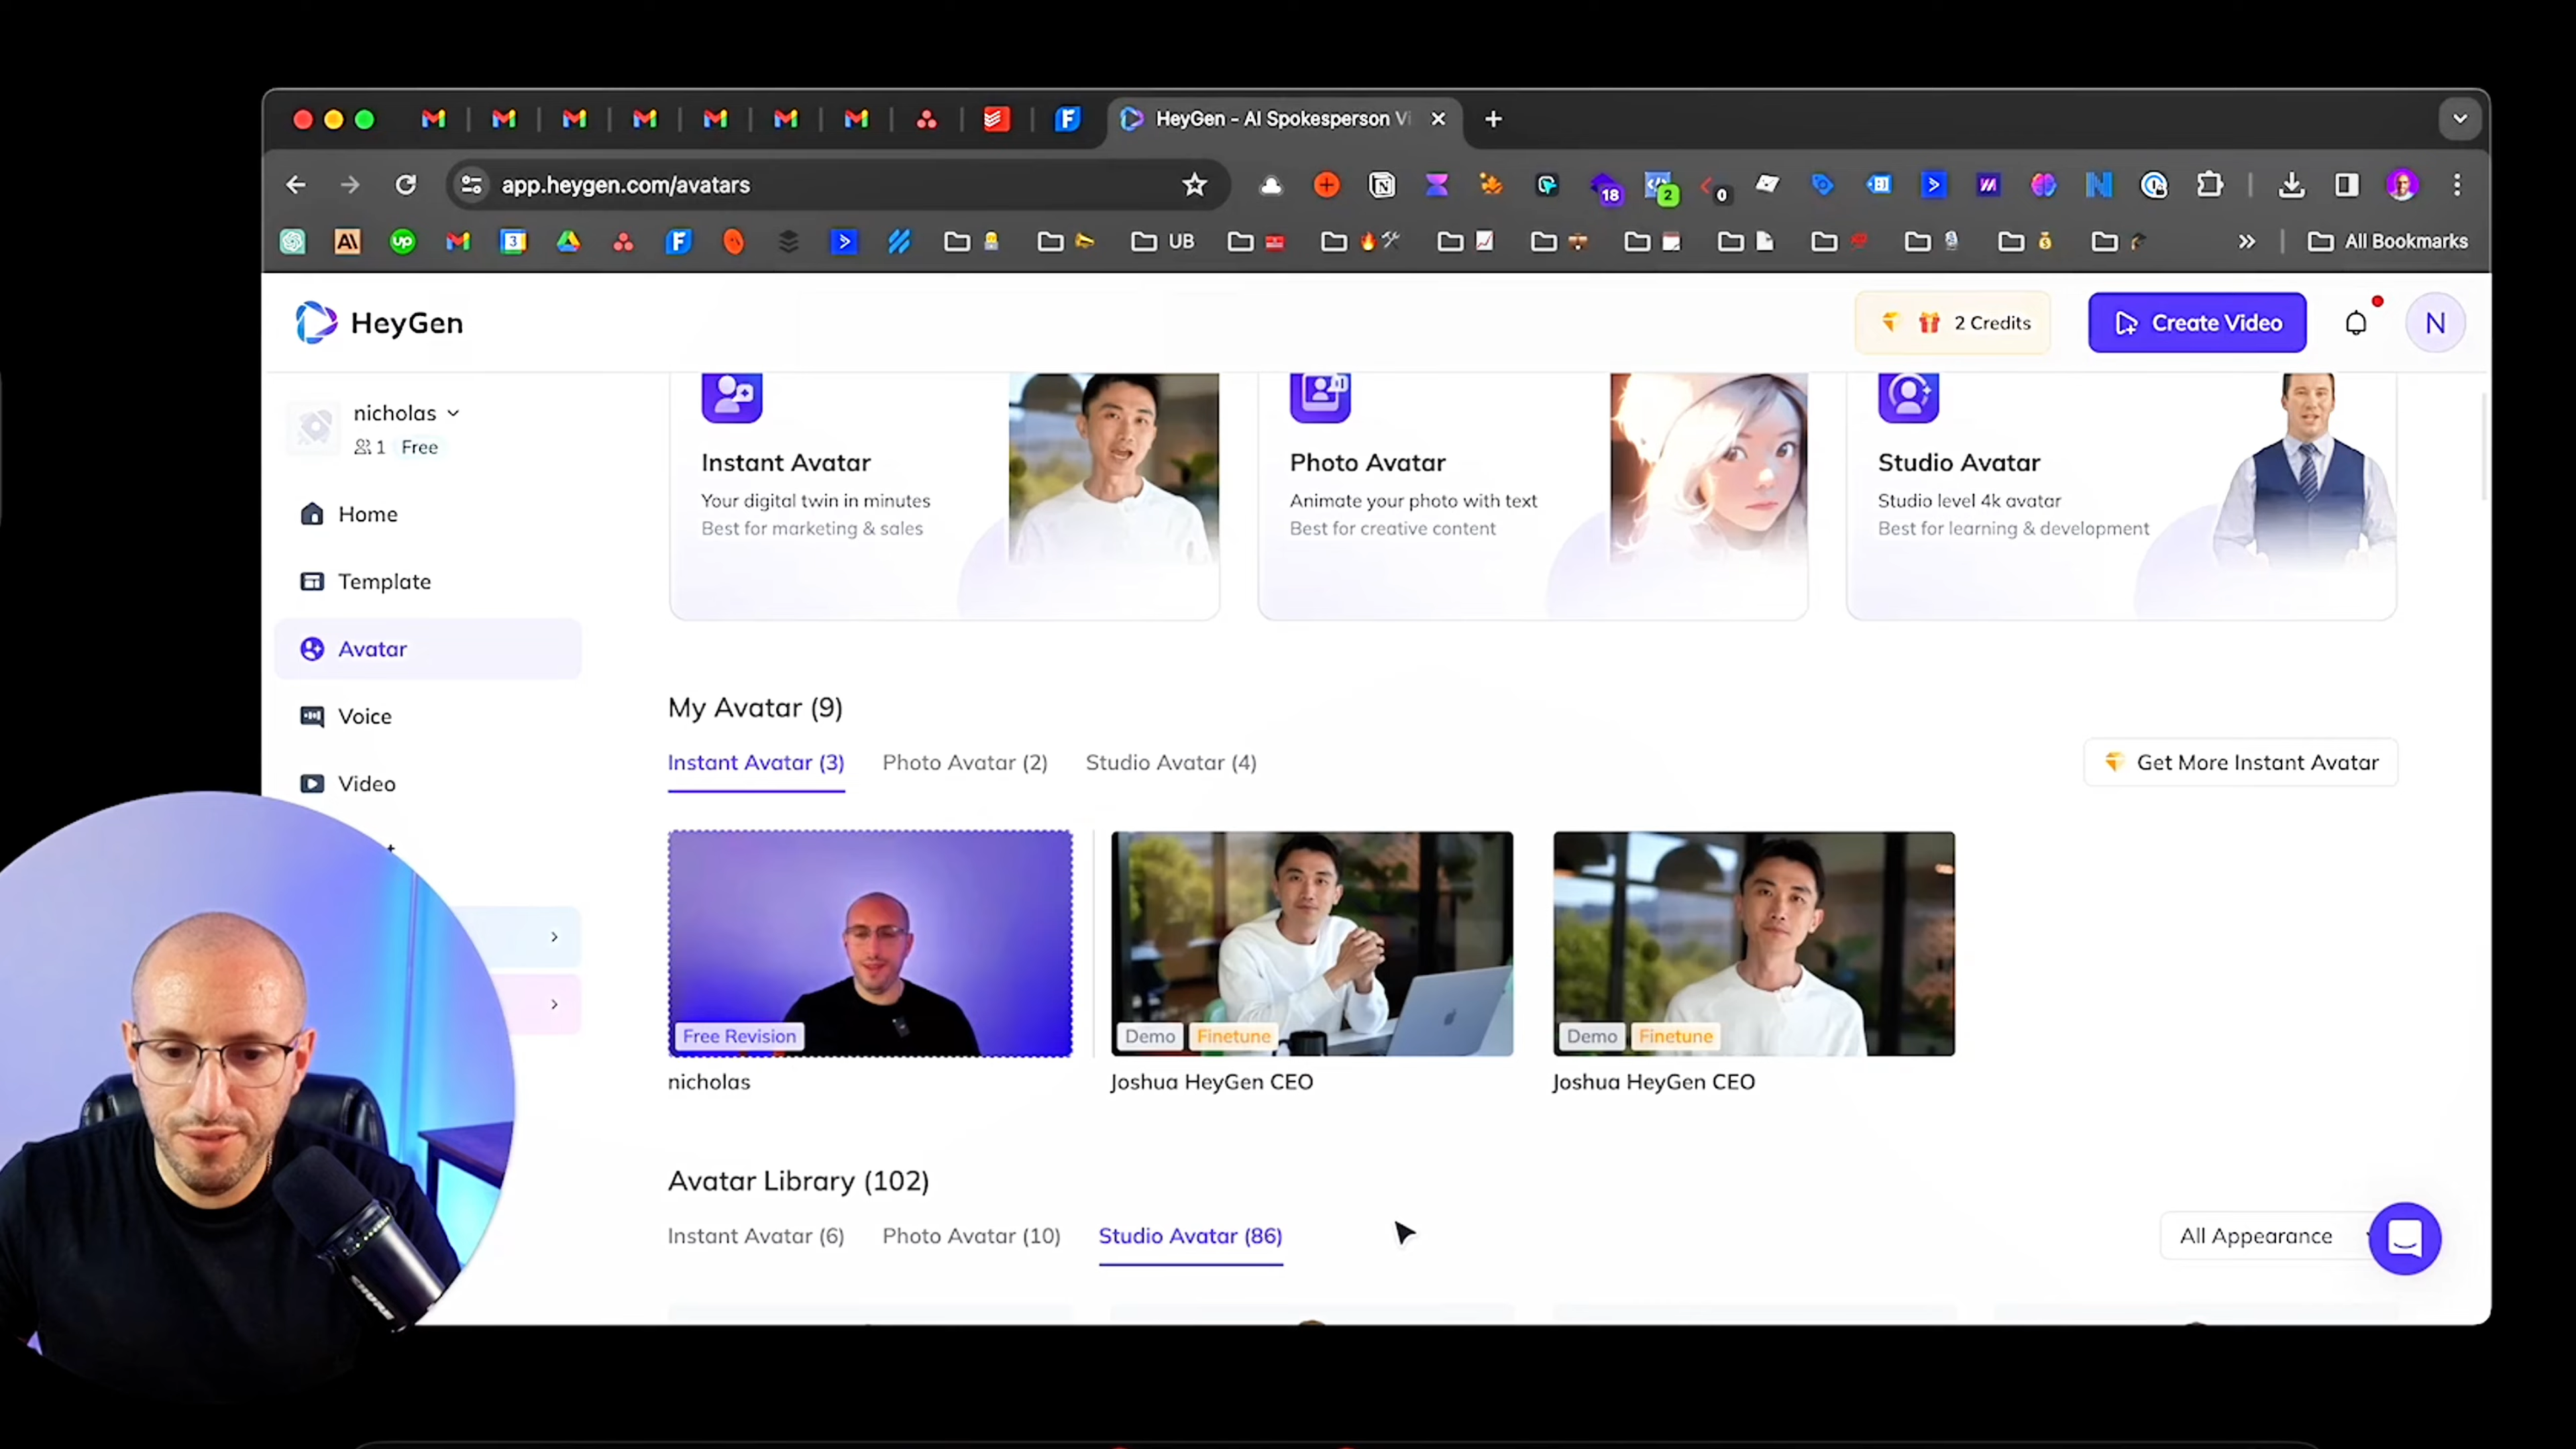 HeyGen - AI Spokesperson Vi
app.heygen.com/avatars
18
2
0
UB
All Bookmarks
HeyGen
2 Credits
Create Video
N
nicholas
1 Free
Home
Template
Avatar
Voice
Video
Instant Avatar
Your digital twin in minutes
Best for marketing & sales
Photo Avatar
Animate your photo with text
Best for creative content
Studio Avatar
Studio level 4k avatar
Best for learning & development
My Avatar (9)
Instant Avatar (3)
Photo Avatar (2)
Studio Avatar (4)
Get More Instant Avatar
Free Revision
nicholas
Demo
Finetune
Joshua HeyGen CEO
Demo
Finetune
Joshua HeyGen CEO
Avatar Library (102)
Instant Avatar (6)
Photo Avatar (10)
Studio Avatar (86)
All Appearance